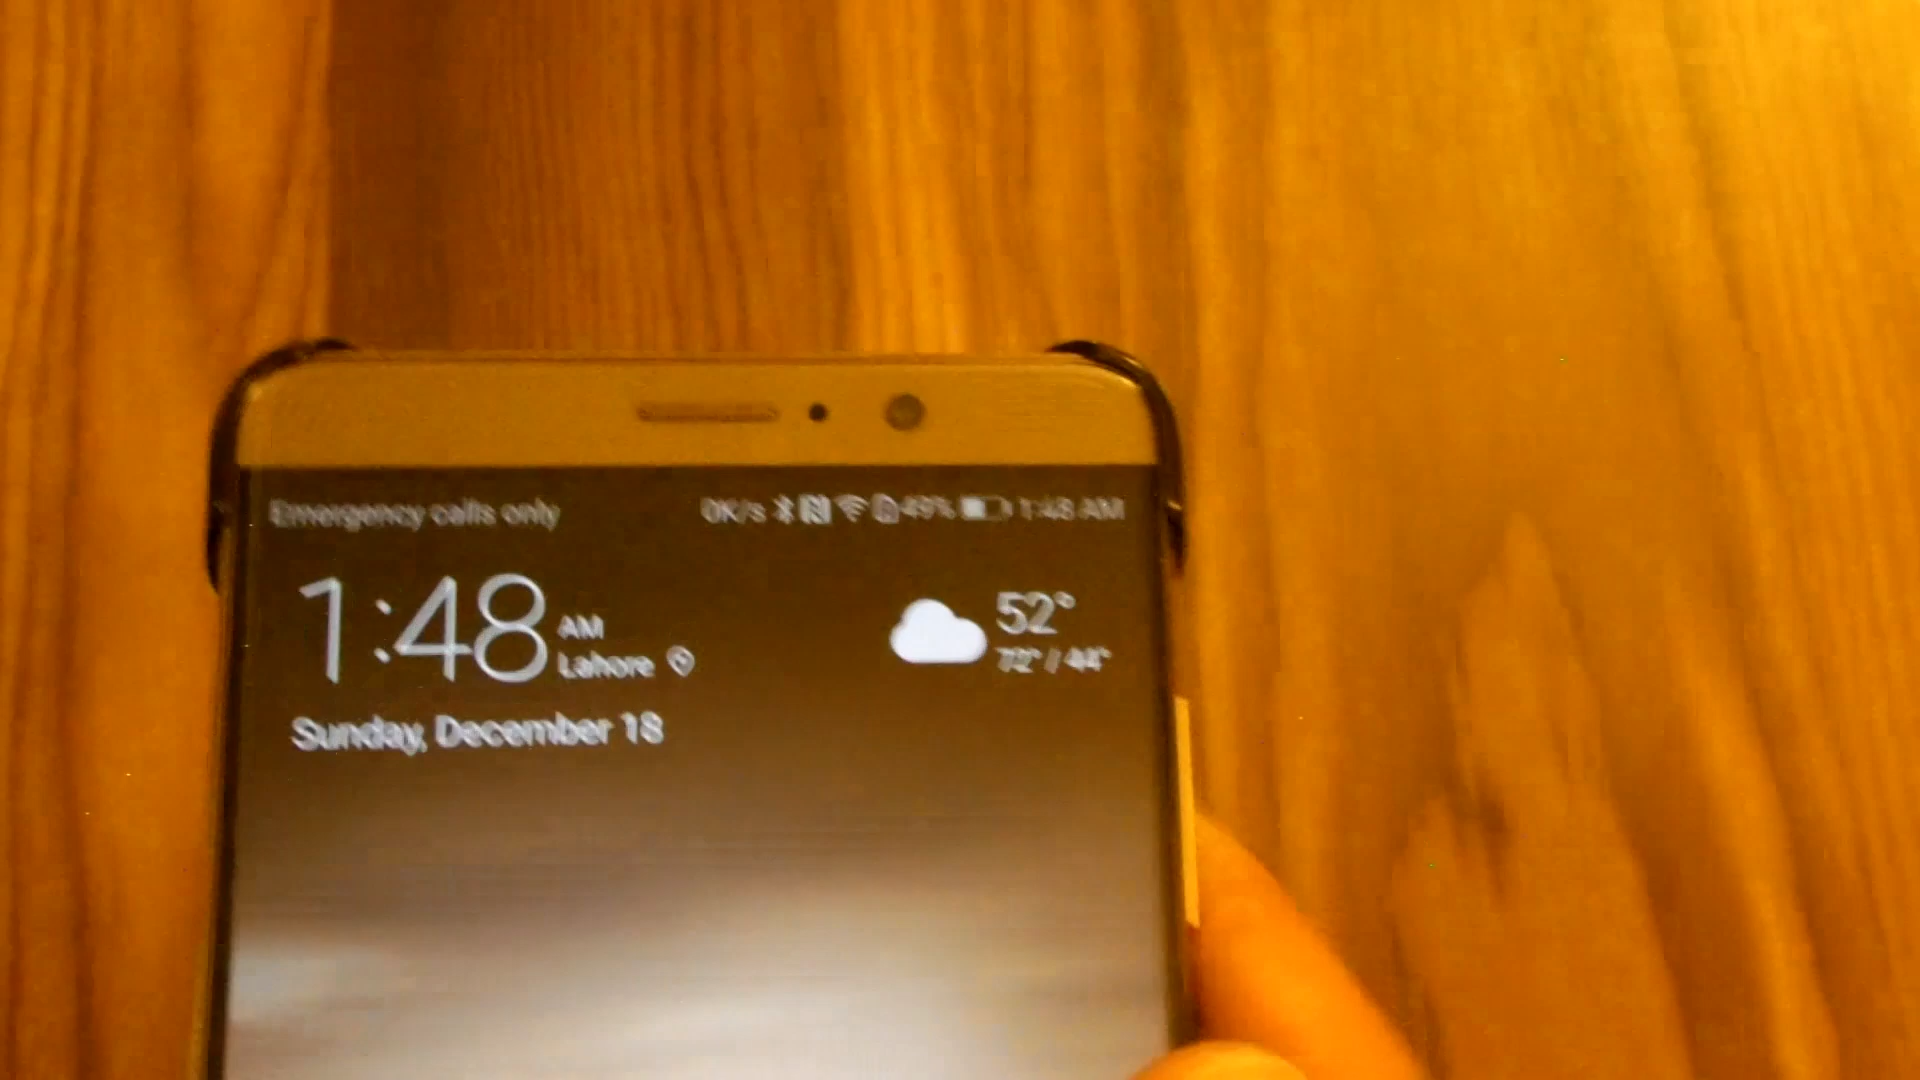 Emergency calls only 0K/s 49% 1:48 AM
1:48 AM 52°
Lahore 72° / 44°
Sunday, December 18